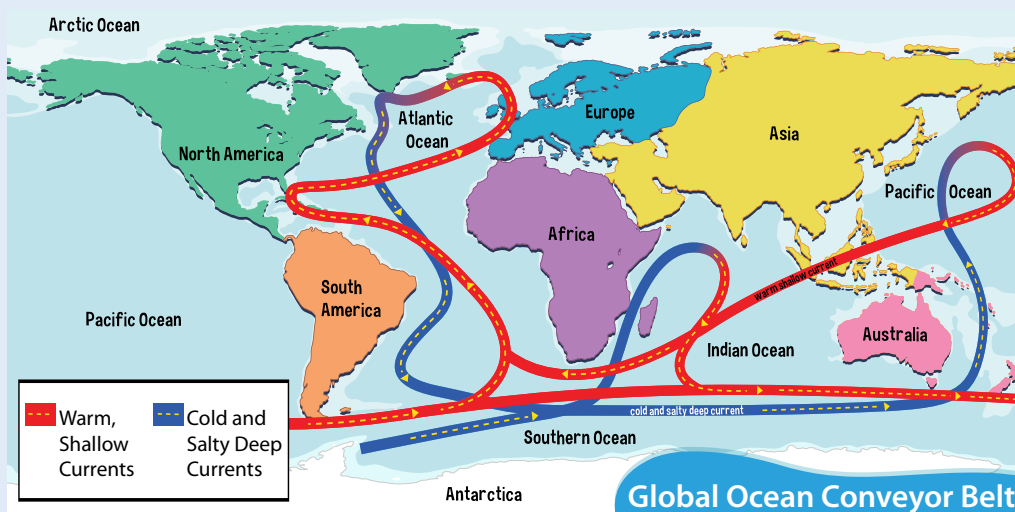 Arctic Ocean
Atlantic
Ocean
Europe
Asia
North America
Pacific Ocean
Africa
warm shallow current
South
America
Pacific Ocean
Australia
Indian Ocean
Warm,
Shallow
Currents
Cold and
Salty Deep
Currents
cold and salty deep current
Southern Ocean
Antarctica
Global Ocean Conveyor Belt